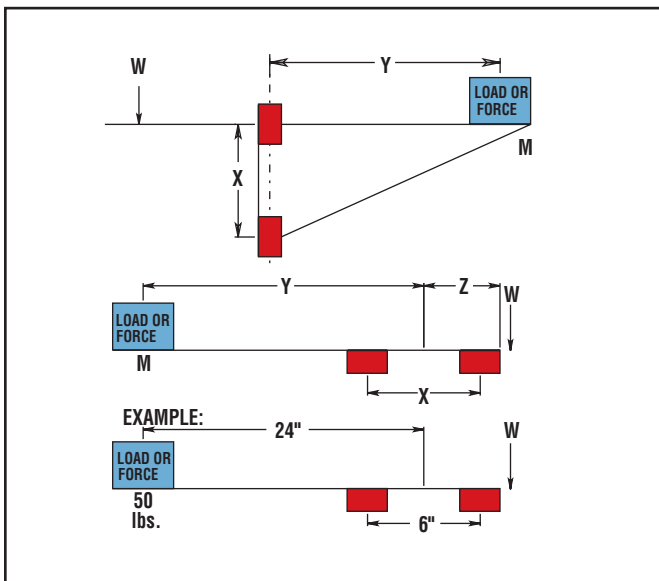 W
Y
LOAD OR
FORCE
M
X
Y
Z
W
LOAD OR
FORCE
M
X
EXAMPLE:
24"
W
LOAD OR
FORCE
50
lbs.
6"